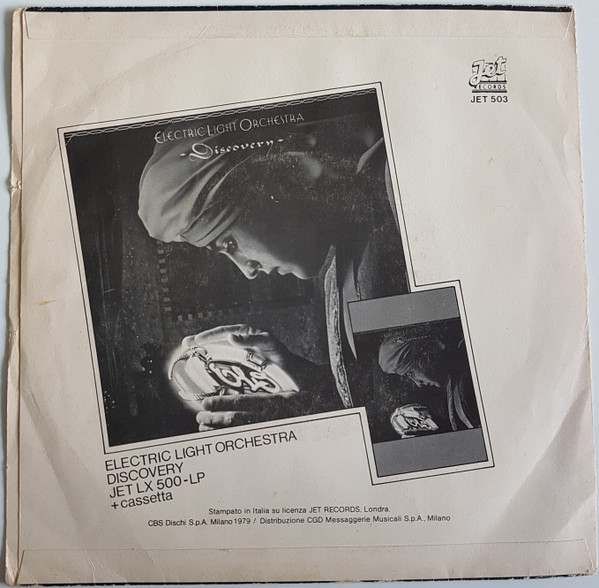 Jet
RECORDS
JET 503
ELECTRIC LIGHT ORCHESTRA
-Discovery-
ELECTRIC LIGHT ORCHESTRA
DISCOVERY
JET LX 500-LP
+cassetta
Stampato in Italia su licenza JET RECORDS, Londra.
CBS Dischi S.p.A. Milano 1979 / Distribuzione CGD Messaggerie Musicali S.p.A., Milano